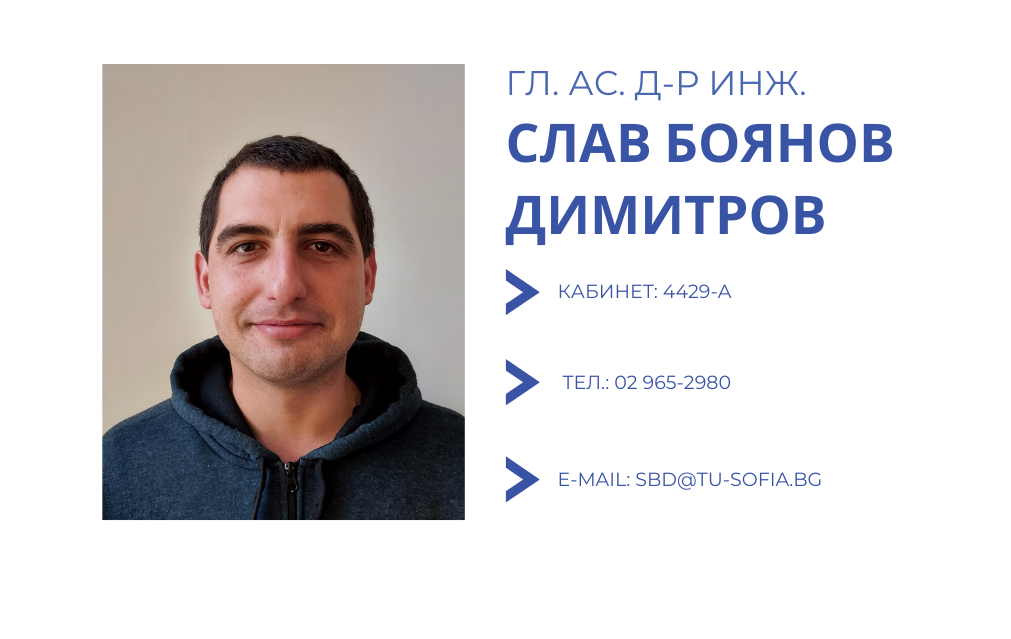 ГЛ. АС. Д-Р ИНЖ.
СЛАВ БОЯНОВ
ДИМИТРОВ
КАБИНЕТ: 4429-А
ТЕЛ.: 02 965-2980
E-MAIL: SBD@TU-SOFIA.BG